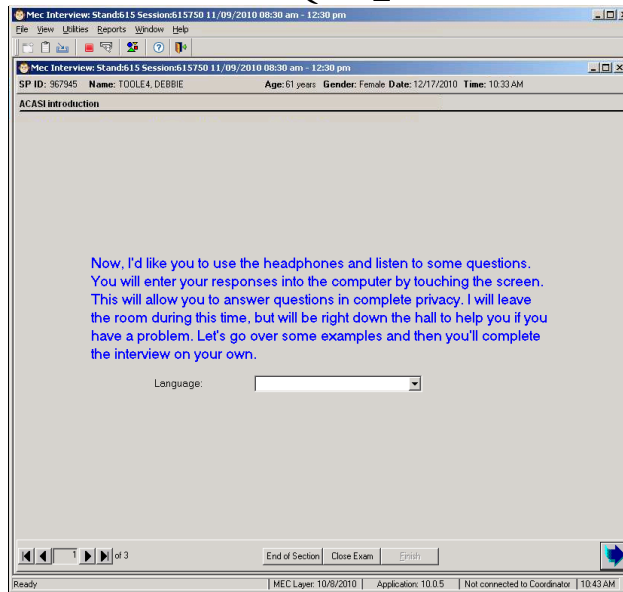 Mec Interview: Stand:615 Session:615750 11/09/2010 08:30 am - 12:30 pm
File View Utilities Reports Window Help
Mec Interview: Stand:615 Session:615750 11/09/2010 08:30 am - 12:30 pm
SP ID: 967945 Name: TOOLE4, DEBBIE Age: 61 years Gender: Female Date: 12/17/2010 Time: 10:33 AM
ACASI introduction
Now, I'd like you to use the headphones and listen to some questions.
You will enter your responses into the computer by touching the screen.
This will allow you to answer questions in complete privacy. I will leave
the room during this time, but will be right down the hall to help you if you
have a problem. Let's go over some examples and then you'll complete
the interview on your own.
Language:
1 of 3 End of Section Close Exam Finish
Ready MEC Layer: 10/8/2010 Application: 10.0.5 Not connected to Coordinator 10:43 AM